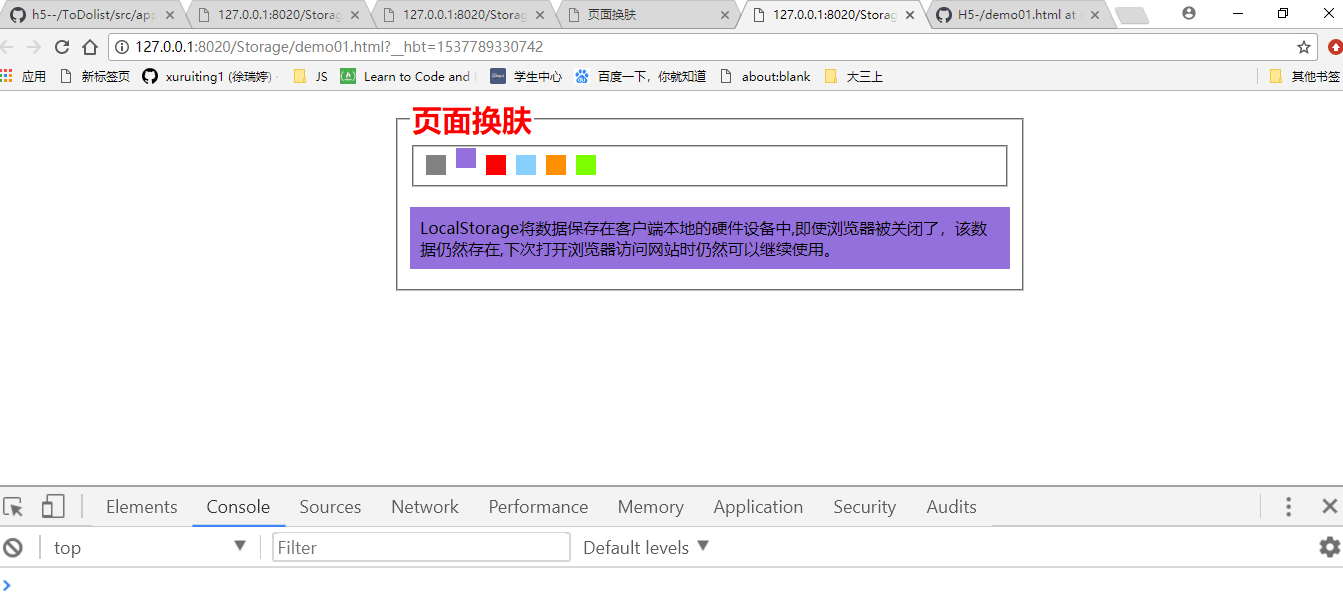 h5--/ToDolist/src/app
127.0.0.1:8020/Storag
127.0.0.1:8020/Storag
页面换肤
127.0.0.1:8020/Storag
H5-/demo01.html at
127.0.0.1:8020/Storage/demo01.html?__hbt=1537789330742
应用
新标签页
xuruiting1 (徐瑞婷)
JS
Learn to Code and
学生中心
百度一下，你就知道
about:blank
大三上
其他书签
页面换肤
LocalStorage将数据保存在客户端本地的硬件设备中,即使浏览器被关闭了，该数
据仍然存在,下次打开浏览器访问网站时仍然可以继续使用。
Elements Console Sources Network Performance Memory Application Security Audits
top
Filter
Default levels